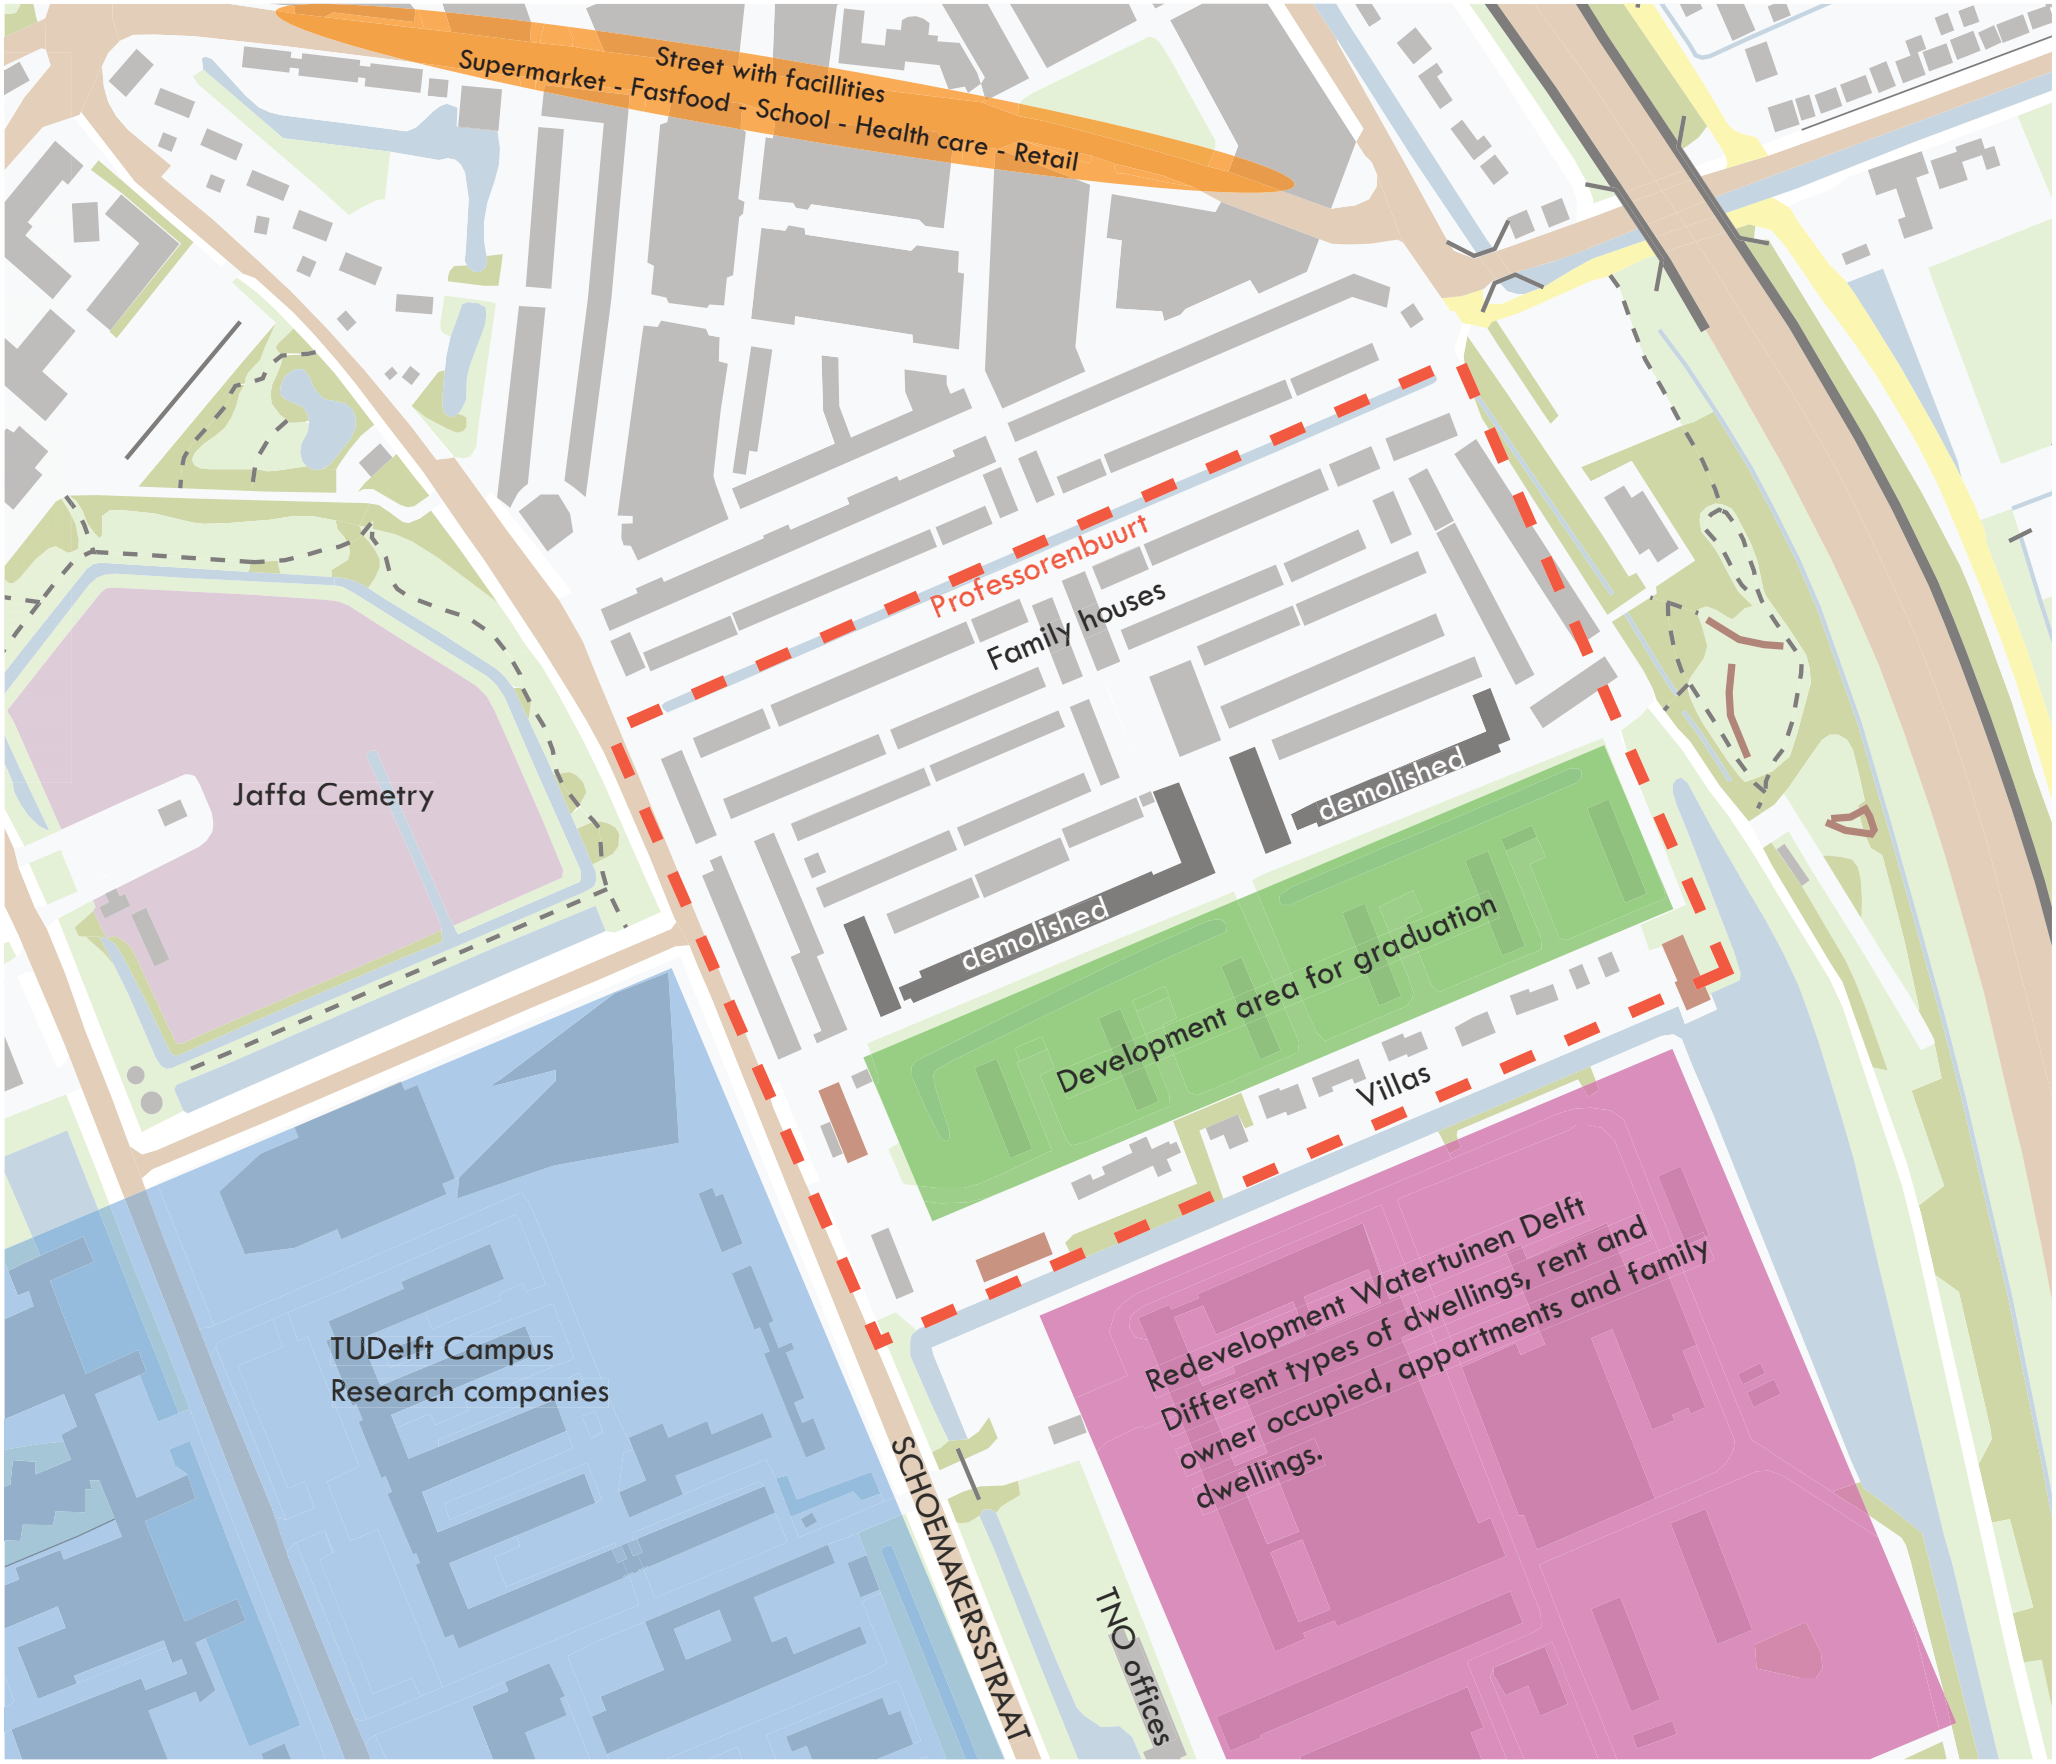 Street with facillities
Supermarket - Fastfood - School - Health care - Retail
Professorenbuurt
Family houses
Jaffa Cemetry
demolished
demolished
Development area for graduation
Villas
Redevelopment Watertuinen Delft
Different types of dwellings, rent and
owner occupied, appartments and family
dwellings.
TUDelft Campus
Research companies
SCHOEMAKERSSTRAAT
TNO offices